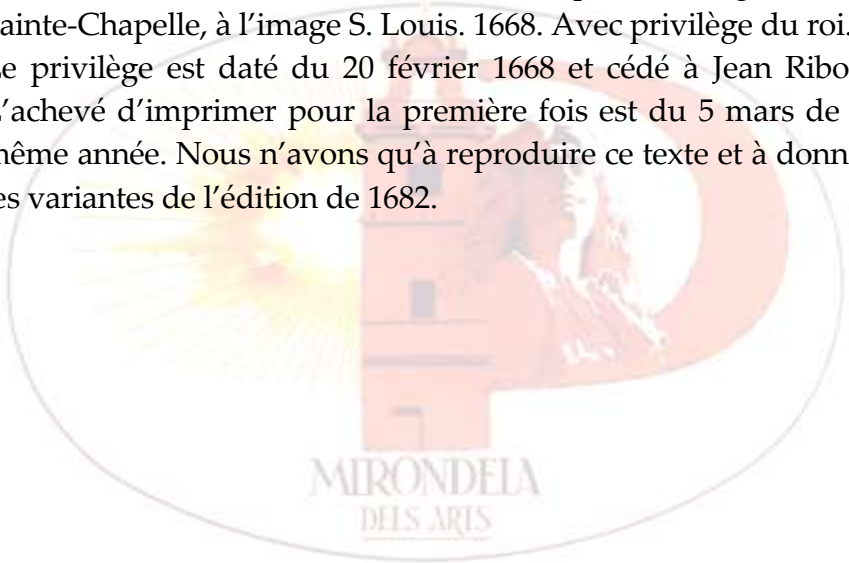 ainte-Chapelle, à l’image S. Louis. 1668. Avec privilège du roi.
e privilège est daté du 20 février 1668 et cédé à Jean Ribo
’achevé d’imprimer pour la première fois est du 5 mars de
ême année. Nous n’avons qu’à reproduire ce texte et à donn
es variantes de l’édition de 1682.
MIRONDELA
DELS ARTS